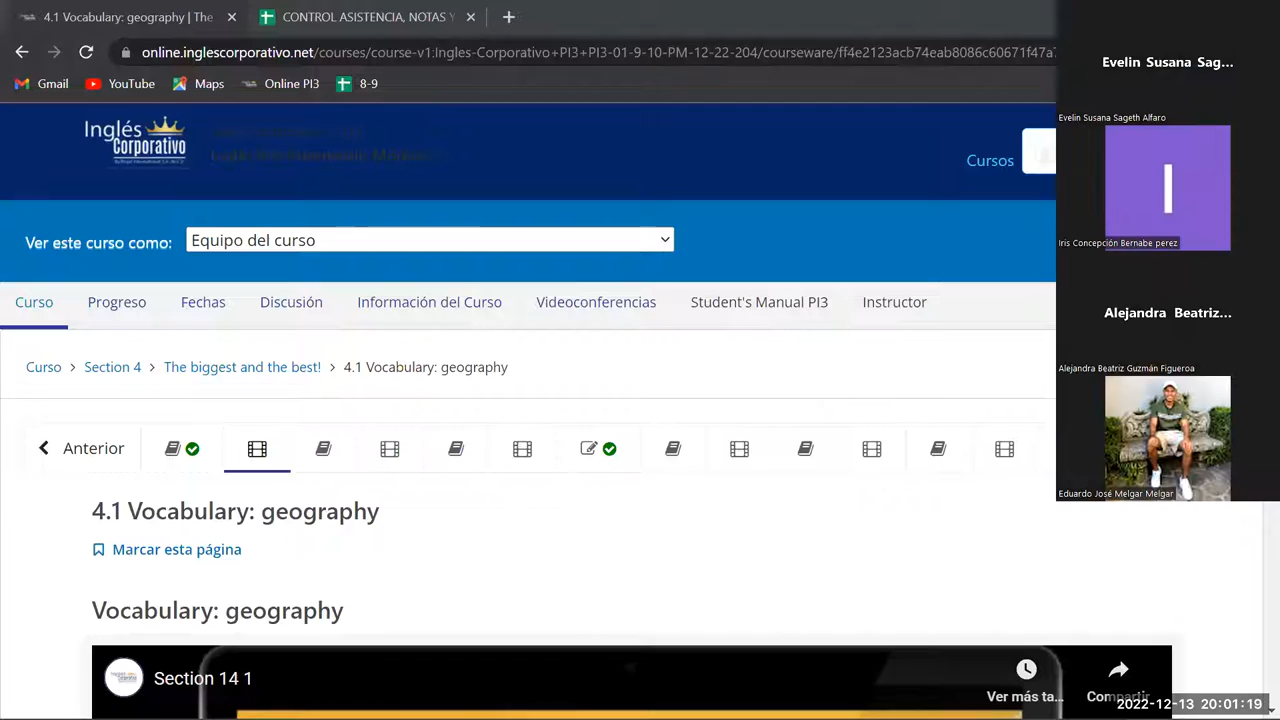 4.1 Vocabulary: geography | The
CONTROL ASISTENCIA, NOTAS Y
online.inglescorporativo.net/courses/course-v1:Ingles-Corporativo+PI3+PI3-01-9-10-PM-12-22-204/courseware/ff4e2123acb74eab8086c60671f47a7
Gmail
YouTube
Maps
Online PI3
8-9
Inglés
Corporativo
Cursos
Ver este curso como:
Equipo del curso
Curso
Progreso
Fechas
Discusión
Información del Curso
Videoconferencias
Student's Manual PI3
Instructor
Curso > Section 4 > The biggest and the best! > 4.1 Vocabulary: geography
Anterior
4.1 Vocabulary: geography
Marcar esta página
Vocabulary: geography
Section 14 1
Ver más ta...
Compartir
Evelin Susana Sag...
Evelin Susana Sageth Alfaro
I
Iris Concepción Bernabe perez
Alejandra Beatriz...
Alejandra Beatriz Guzmán Figueroa
Eduardo José Melgar Melgar
2022-12-13 20:01:19